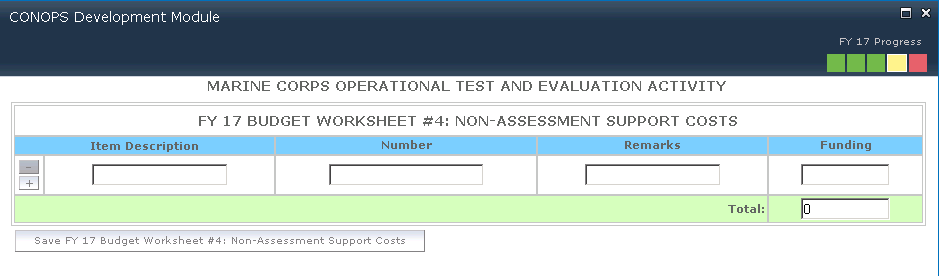 CONOPS Development Module
FY 17 Progress
MARINE CORPS OPERATIONAL TEST AND EVALUATION ACTIVITY
FY 17 BUDGET WORKSHEET #4: NON-ASSESSMENT SUPPORT COSTS
Item Description Number Remarks Funding
-
+
Total: 0
Save FY 17 Budget Worksheet #4: Non-Assessment Support Costs